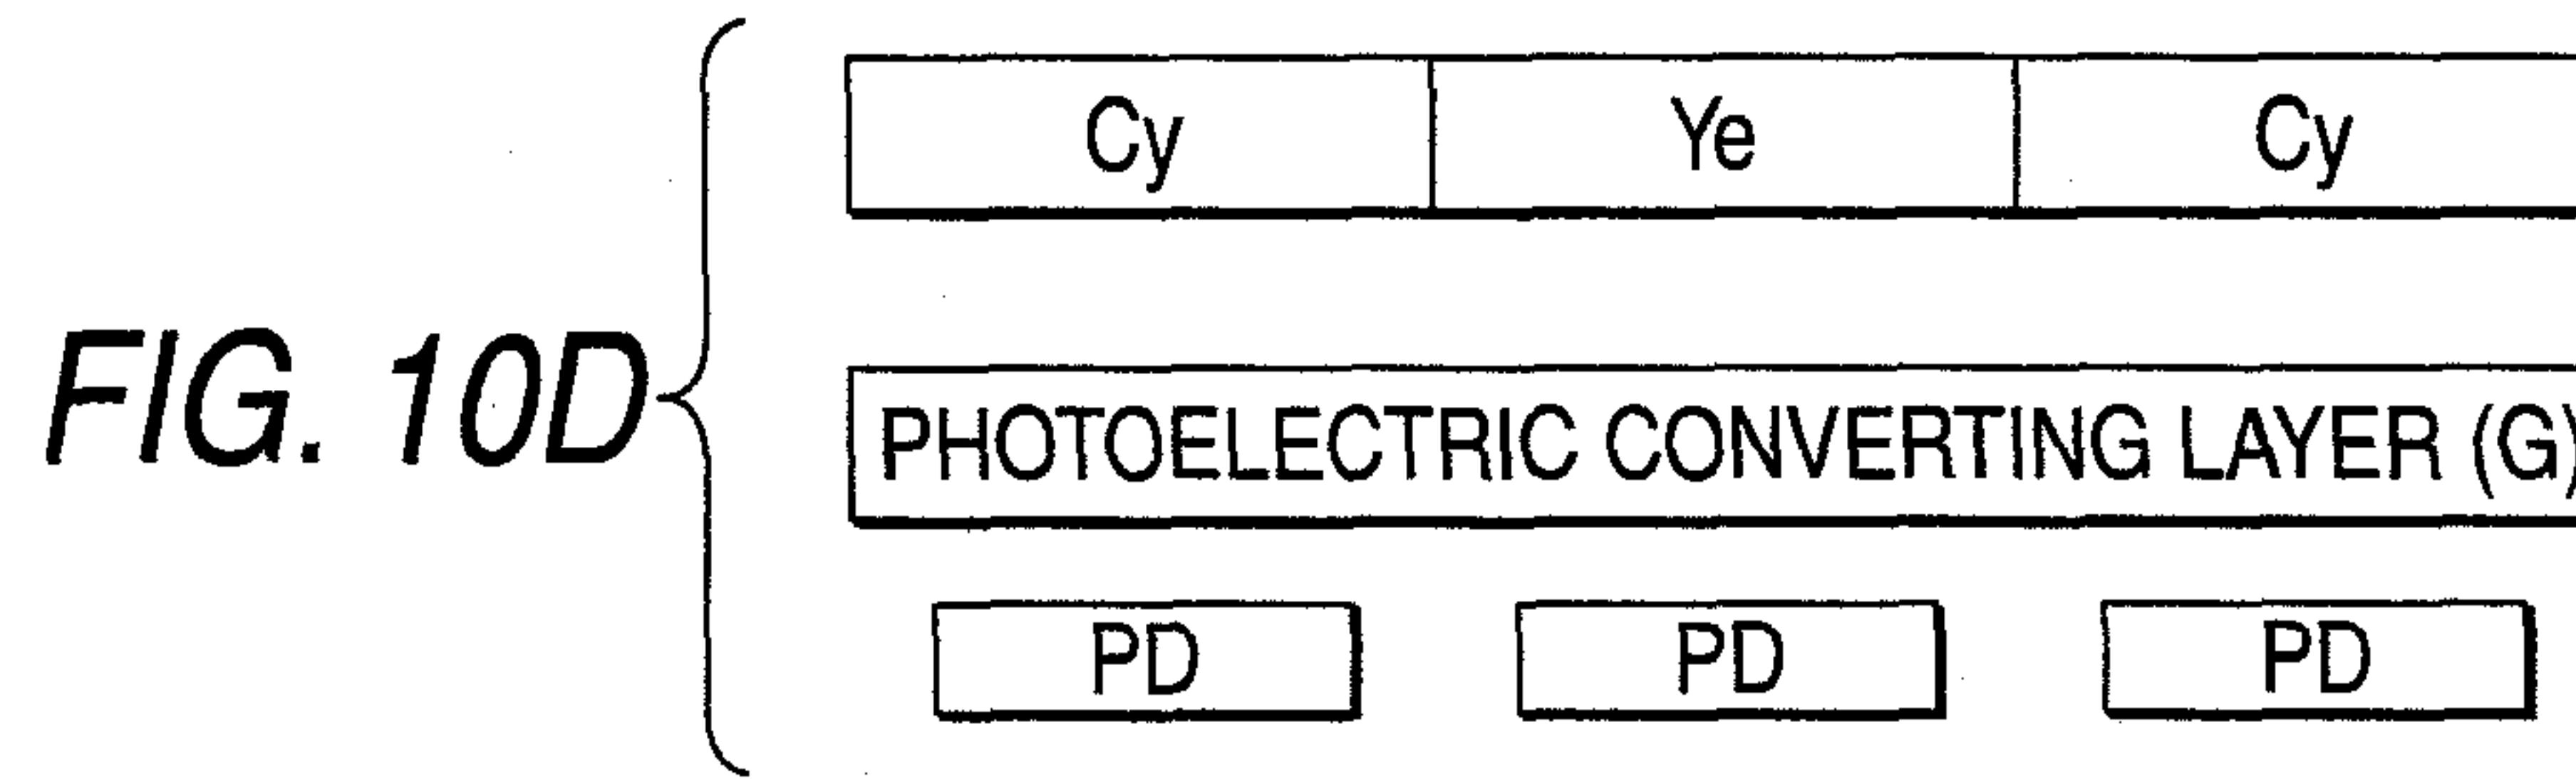 FIG. 10D
Cy Ye Cy
PHOTOELECTRIC CONVERTING LAYER (G)
PD PD PD